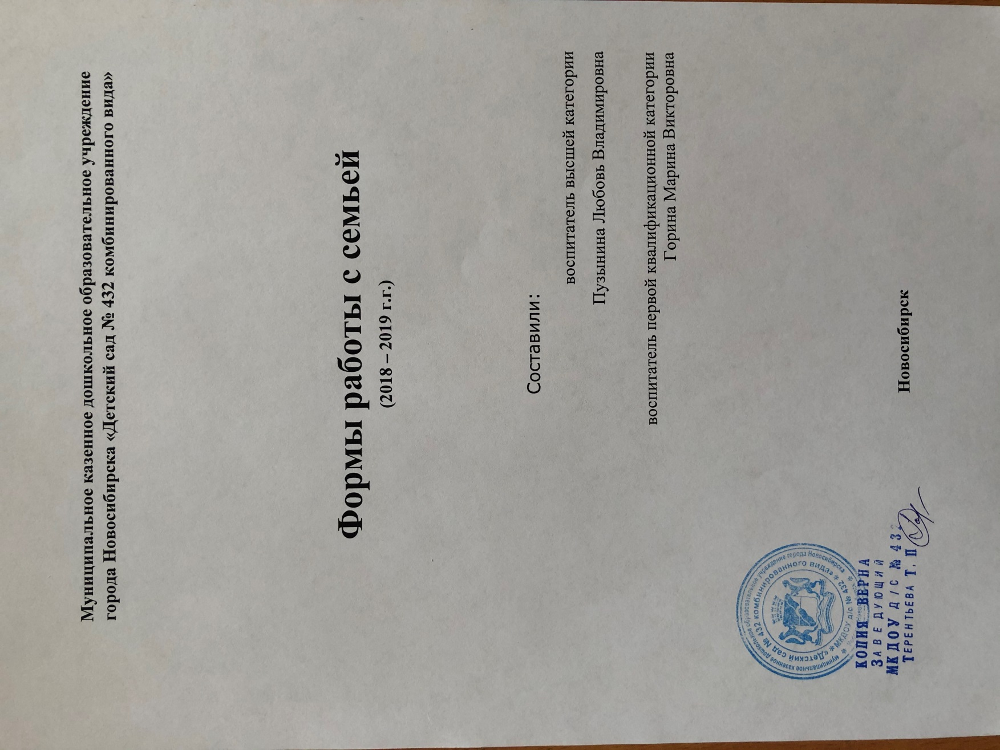 Муниципальное казенное дошкольное образовательное учреждение
города Новосибирска «Детский сад № 432 комбинированного вида»
Формы работы с семьей
(2018 – 2019 г.г.)
Составили:
воспитатель высшей категории
Пузынина Любовь Владимировна
воспитатель первой квалификационной категории
Горина Марина Викторовна
муниципальное казенное дошкольное образовательное учреждение города Новосибирска
«Детский сад № 432 комбинированного вида»
МКДОУ д/с № 432
КОПИЯ ВЕРНА
ЗАВЕДУЮЩИЙ
МКДОУ Д/С № 43
ТЕРЕНТЬЕВА Т. П
Новосибирск